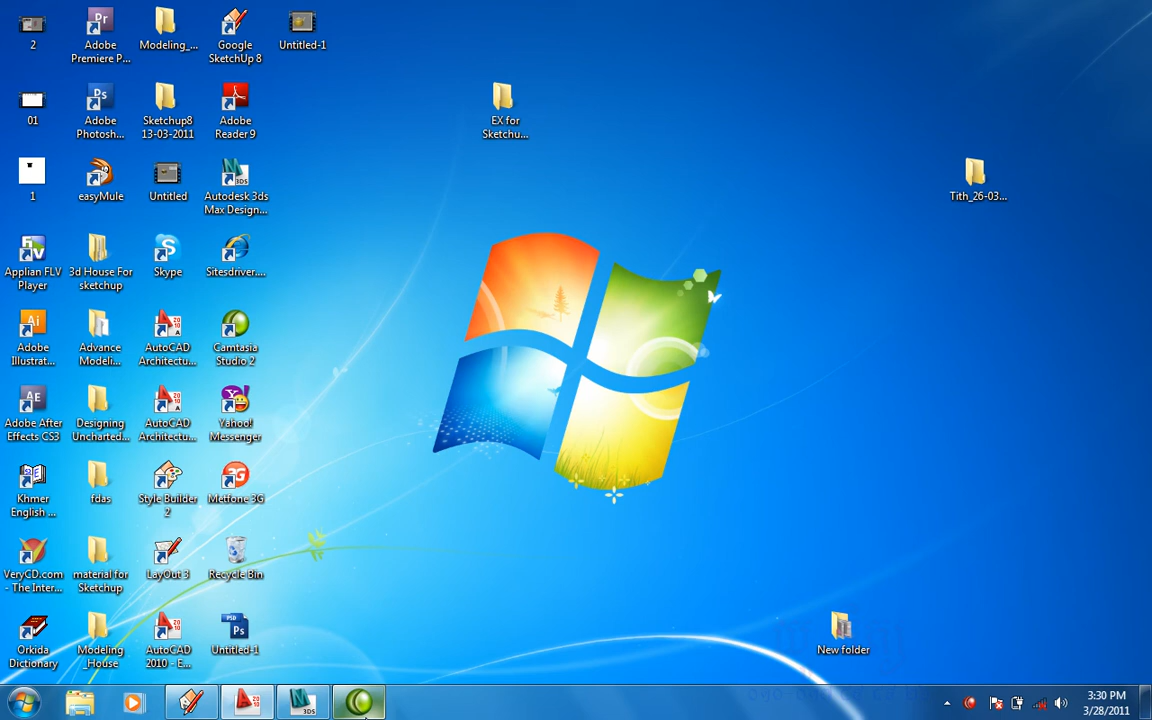 2
Adobe
Premiere P...
Modeling_...
Google
SketchUp 8
Untitled-1
01
Adobe
Photosh...
Sketchup8
13-03-2011
Adobe
Reader 9
EX for
Sketchu...
1
easyMule
Untitled
Autodesk 3ds
Max Design...
Tith_26-03...
Applian FLV
Player
3d House For
sketchup
Skype
Sitesdriver....
Adobe
Illustrat...
Advance
Modeli...
AutoCAD
Architectu...
Camtasia
Studio 2
Adobe After
Effects CS3
Designing
Uncharted...
AutoCAD
Architectu...
Yahoo!
Messenger
Khmer
English ...
fdas
Style Builder
2
Metfone 3G
VeryCD.com
- The Inter...
material for
Sketchup
LayOut 3
Recycle Bin
Orkida
Dictionary
Modeling
_House
AutoCAD
2010 - E...
Untitled-1
New folder
3:30 PM
3/28/2011